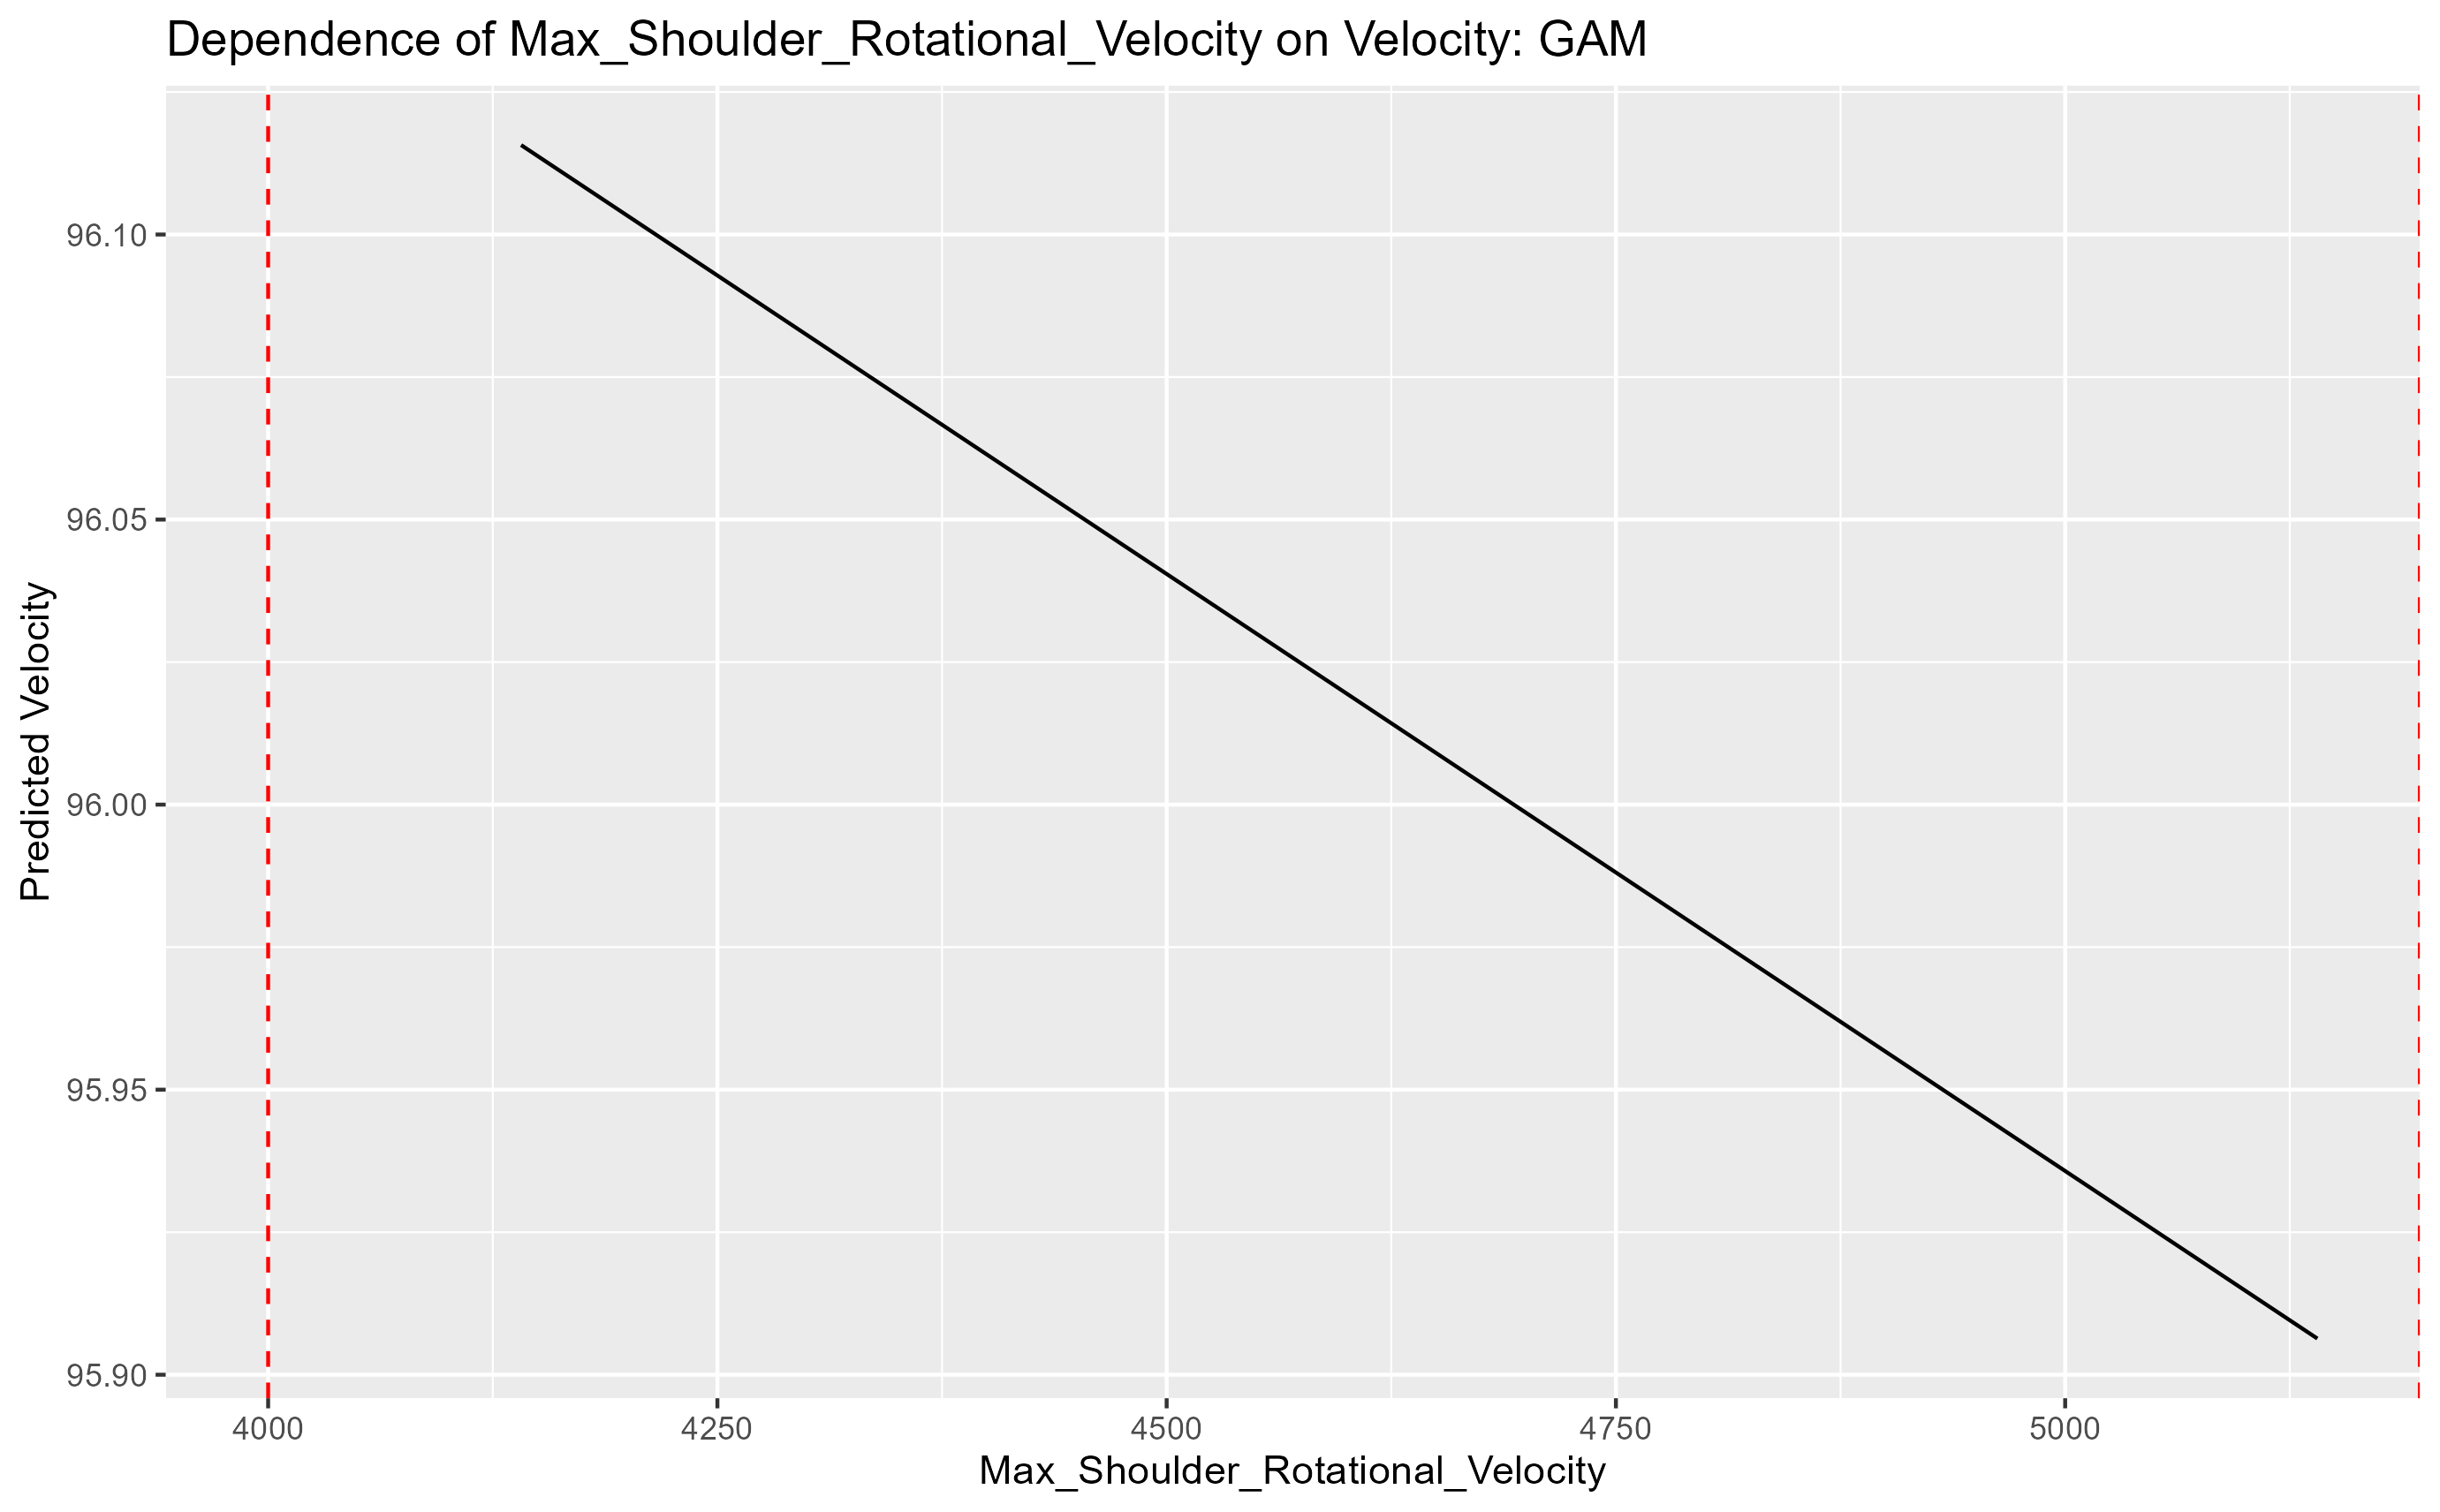 Dependence of Max_Shoulder_Rotational_Velocity on Velocity: GAM
Predicted Velocity
96.10
96.05
96.00
95.95
95.90
4000 4250 4500 4750 5000
Max_Shoulder_Rotational_Velocity